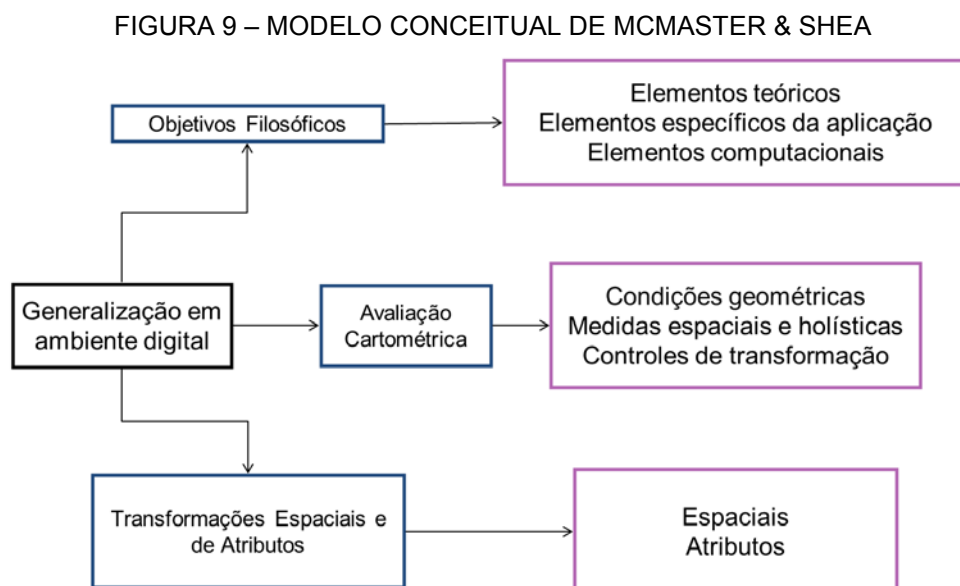 FIGURA 9 – MODELO CONCEITUAL DE MCMASTER & SHEA
Objetivos Filosóficos
Elementos teóricos
Elementos específicos da aplicação
Elementos computacionais
Generalização em
ambiente digital
Avaliação
Cartométrica
Condições geométricas
Medidas espaciais e holísticas
Controles de transformação
Transformações Espaciais e
de Atributos
Espaciais
Atributos